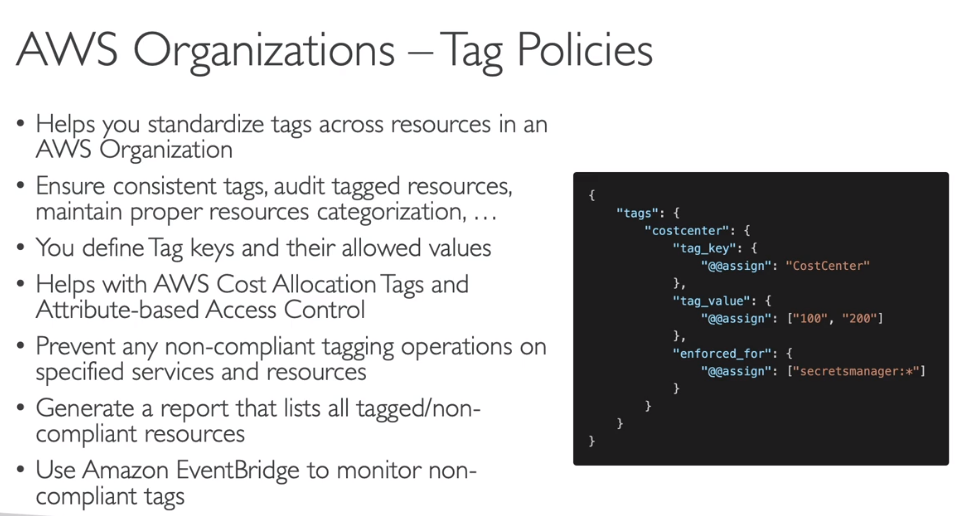 AWS Organizations – Tag Policies
• Helps you standardize tags across resources in an
AWS Organization
• Ensure consistent tags, audit tagged resources,
maintain proper resources categorization, …
• You define Tag keys and their allowed values
• Helps with AWS Cost Allocation Tags and
Attribute-based Access Control
• Prevent any non-compliant tagging operations on
specified services and resources
• Generate a report that lists all tagged/non-
compliant resources
• Use Amazon EventBridge to monitor non-
compliant tags
{
    "tags": {
        "costcenter": {
            "tag_key": {
                "@@assign": "CostCenter"
            },
            "tag_value": {
                "@@assign": ["100", "200"]
            },
            "enforced_for": {
                "@@assign": ["secretsmanager:*"]
            }
        }
    }
}